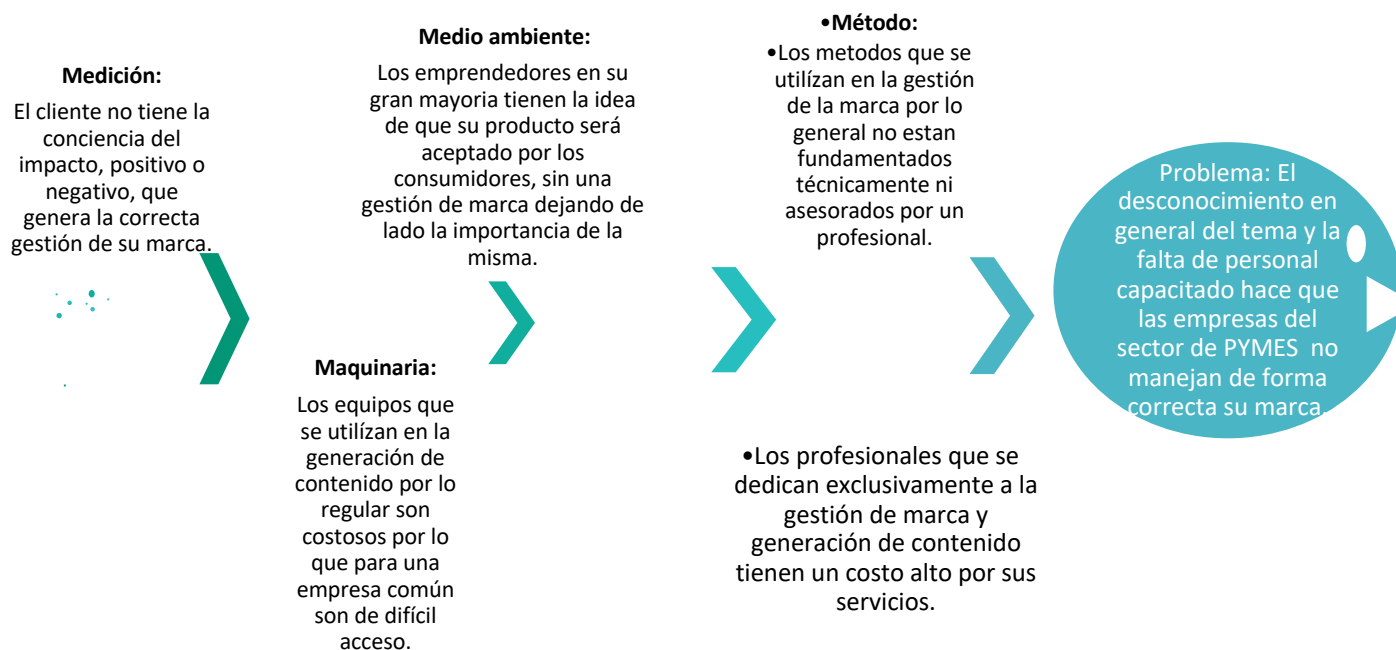 Medición:
El cliente no tiene la
conciencia del
impacto, positivo o
negativo, que
genera la correcta
gestión de su marca.
Medio ambiente:
Los emprendedores en su
gran mayoria tienen la idea
de que su producto será
aceptado por los
consumidores, sin una
gestión de marca dejando de
lado la importancia de la
misma.
•Método:
•Los metodos que se
utilízan en la gestión
de la marca por lo
general no estan
fundamentados
técnicamente ni
asesorados por un
profesional.
Maquinaria:
Los equipos que
se utilízan en la
generación de
contenido por lo
regular son
costosos por lo
que para una
empresa común
son de difícil
acceso.
•Los profesionales que se
dedican exclusivamente a la
gestión de marca y
generación de contenido
tienen un costo alto por sus
servicios.
Problema: El
desconocimiento en
general del tema y la
falta de personal
capacitado hace que
las empresas del
sector de PYMES no
manejan de forma
correcta su marca.